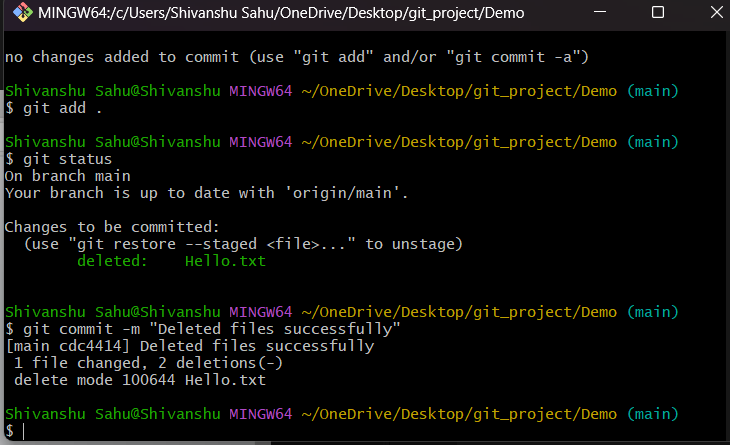 MINGW64:/c/Users/Shivanshu Sahu/OneDrive/Desktop/git_project/Demo
no changes added to commit (use "git add" and/or "git commit -a")
Shivanshu Sahu@Shivanshu MINGW64 ~/OneDrive/Desktop/git_project/Demo (main)
$ git add .
Shivanshu Sahu@Shivanshu MINGW64 ~/OneDrive/Desktop/git_project/Demo (main)
$ git status
On branch main
Your branch is up to date with 'origin/main'.
Changes to be committed:
  (use "git restore --staged <file>..." to unstage)
        deleted:    Hello.txt
Shivanshu Sahu@Shivanshu MINGW64 ~/OneDrive/Desktop/git_project/Demo (main)
$ git commit -m "Deleted files successfully"
[main cdc4414] Deleted files successfully
 1 file changed, 2 deletions(-)
 delete mode 100644 Hello.txt
Shivanshu Sahu@Shivanshu MINGW64 ~/OneDrive/Desktop/git_project/Demo (main)
$